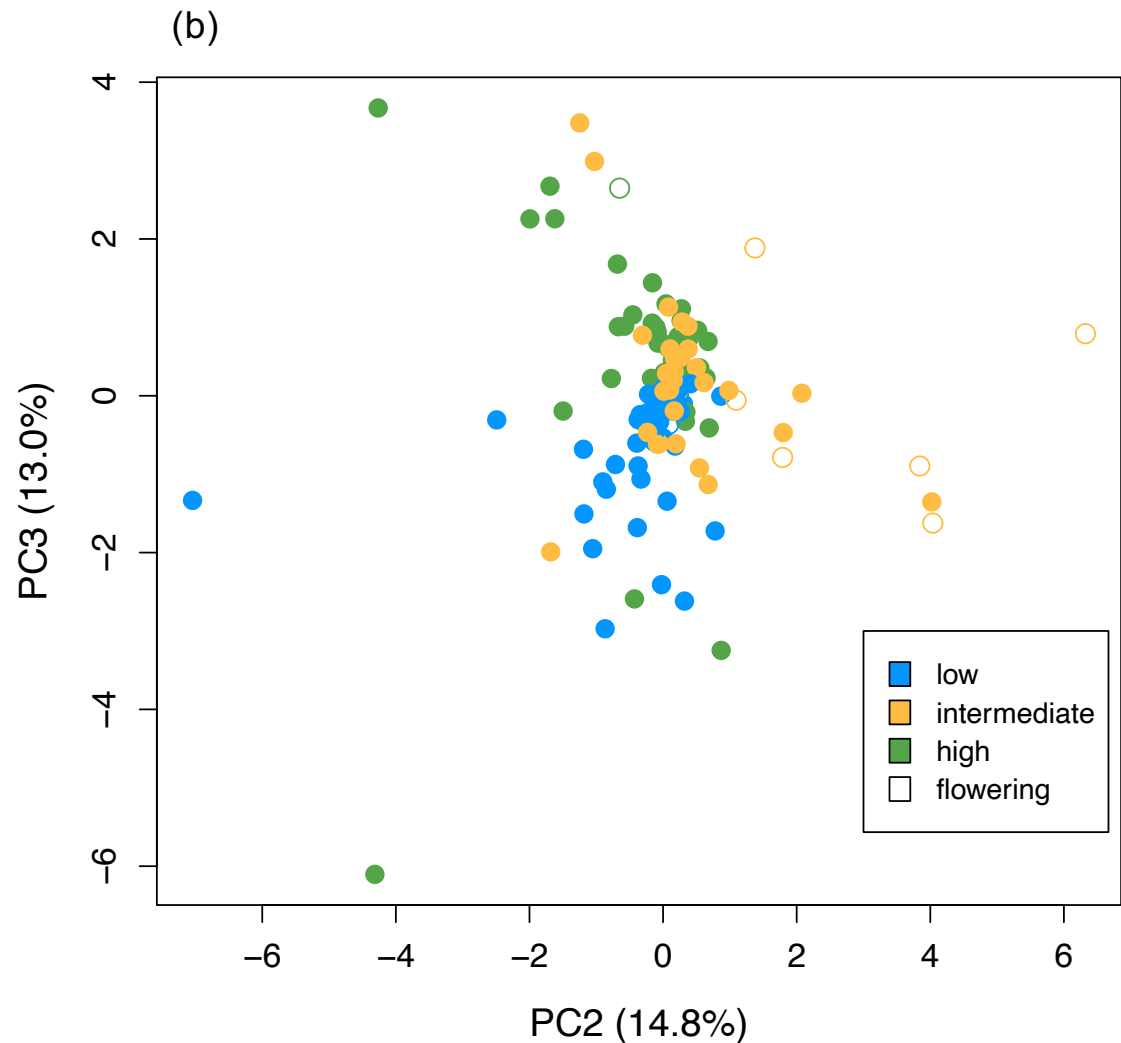 (b)
4
2
0
−2
−4
−6
PC3 (13.0%)
low
intermediate
high
flowering
−6 −4 −2 0 2 4 6
PC2 (14.8%)